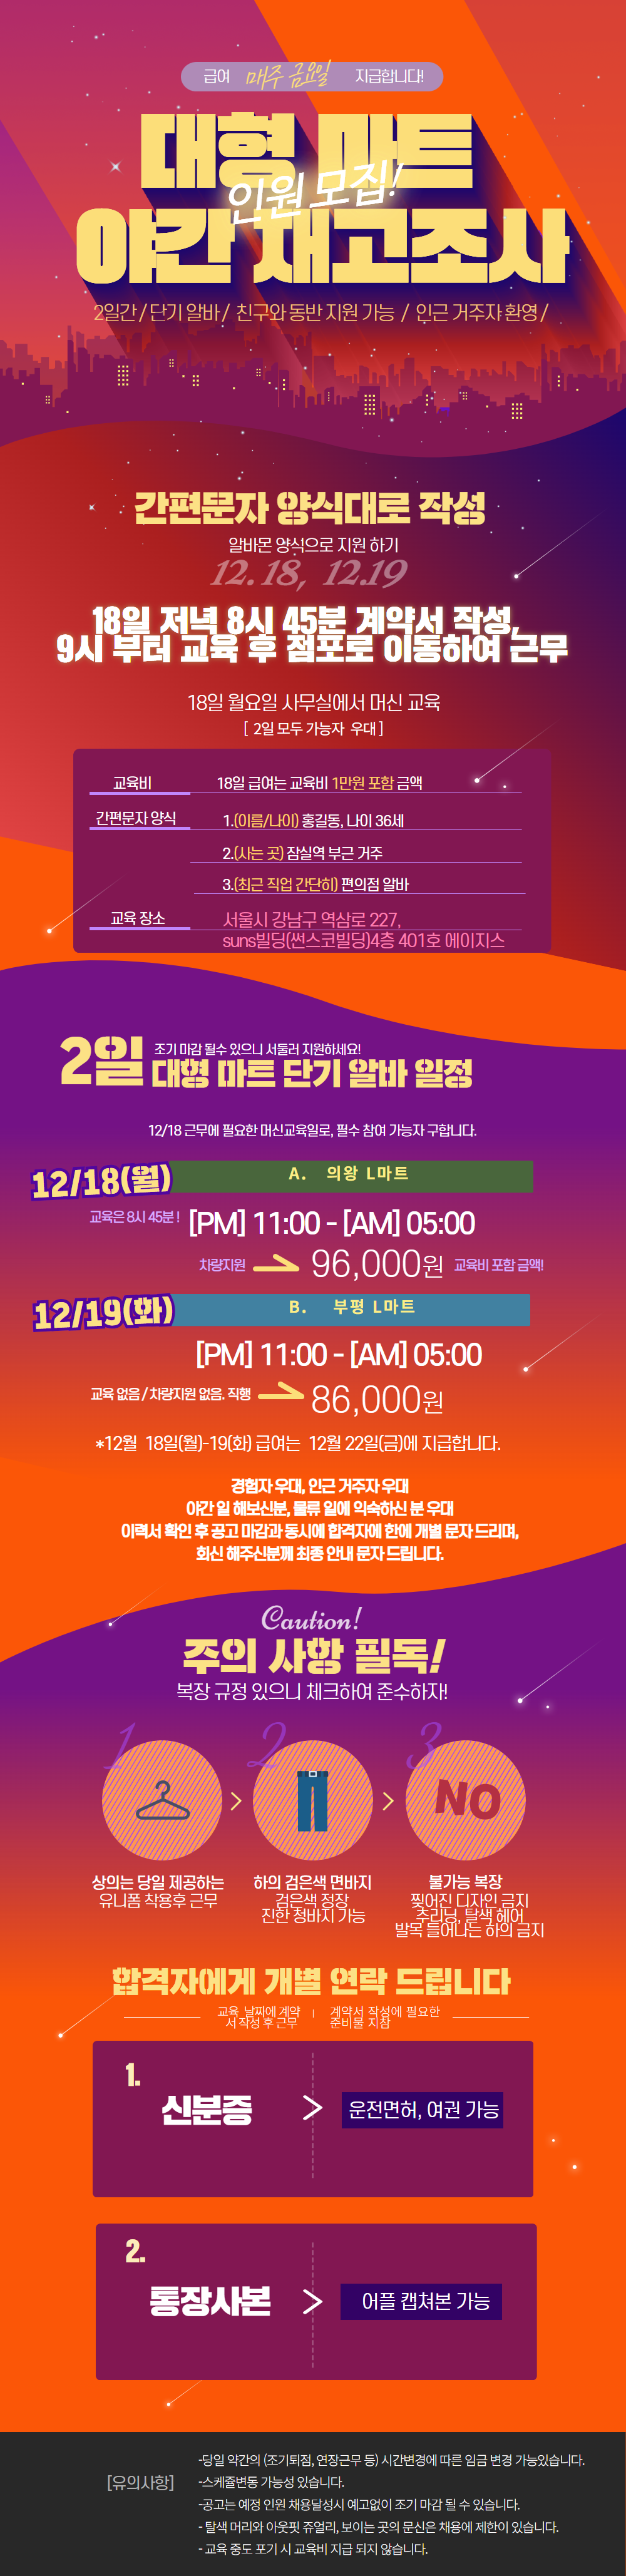 급여 매주 금요일 지급합니다!
대형 마트
인원 모집!
야간 재고조사
2일간 / 단기 알바 / 친구와 동반 지원 가능 / 인근 거주자 환영 /
간편문자 양식대로 작성
알바몬 양식으로 지원 하기
12. 18, 12.19
18일 저녁 8시 45분 계약서 작성,
9시 부터 교육 후 점포로 이동하여 근무
18일 월요일 사무실에서 머신 교육
[ 2일 모두 가능자 우대 ]
교육비 18일 급여는 교육비 1만원 포함 금액
간편문자 양식 1.(이름/나이) 홍길동, 나이 36세
2.(사는 곳) 잠실역 부근 거주
3.(최근 직업 간단히) 편의점 알바
교육 장소 서울시 강남구 역삼로 227,
suns빌딩(썬스코빌딩)4층 401호 에이지스
2일 조기 마감 될수 있으니 서둘러 지원하세요!
대형 마트 단기 알바 일정
12/18 근무에 필요한 머신교육일로, 필수 참여 가능자 구합니다.
12/18(월) A. 의왕 L마트
교육은 8시 45분 ! [PM] 11:00 - [AM] 05:00
차량지원 96,000원 교육비 포함 금액!
12/19(화) B. 부평 L마트
[PM] 11:00 - [AM] 05:00
교육 없음 / 차량지원 없음. 직행 86,000원
*12월 18일(월)-19(화) 급여는 12월 22일(금)에 지급합니다.
경험자 우대, 인근 거주자 우대
야간 일 해보신분, 물류 일에 익숙하신 분 우대
이력서 확인 후 공고 마감과 동시에 합격자에 한에 개별 문자 드리며,
회신 해주신분께 최종 안내 문자 드립니다.
Caution!
주의 사항 필독!
복장 규정 있으니 체크하여 준수하자!
1 2 3
NO
상의는 당일 제공하는
유니폼 착용후 근무
하의 검은색 면바지
검은색 정장
진한 청바지 가능
불가능 복장
찢어진 디자인 금지
추리닝, 탈색 헤어
발목 들어나는 하의 금지
합격자에게 개별 연락 드립니다
교육 날짜에 계약
서 작성 후 근무
계약서 작성에 필요한
준비물 지참
1.
신분증 운전면허, 여권 가능
2.
통장사본 어플 캡쳐본 가능
[유의사항]
-당일 약간의 (조기퇴점, 연장근무 등) 시간변경에 따른 임금 변경 가능있습니다.
-스케쥴변동 가능성 있습니다.
-공고는 예정 인원 채용달성시 예고없이 조기 마감 될 수 있습니다.
- 탈색 머리와 아웃핏 쥬얼리, 보이는 곳의 문신은 채용에 제한이 있습니다.
- 교육 중도 포기 시 교육비 지급 되지 않습니다.